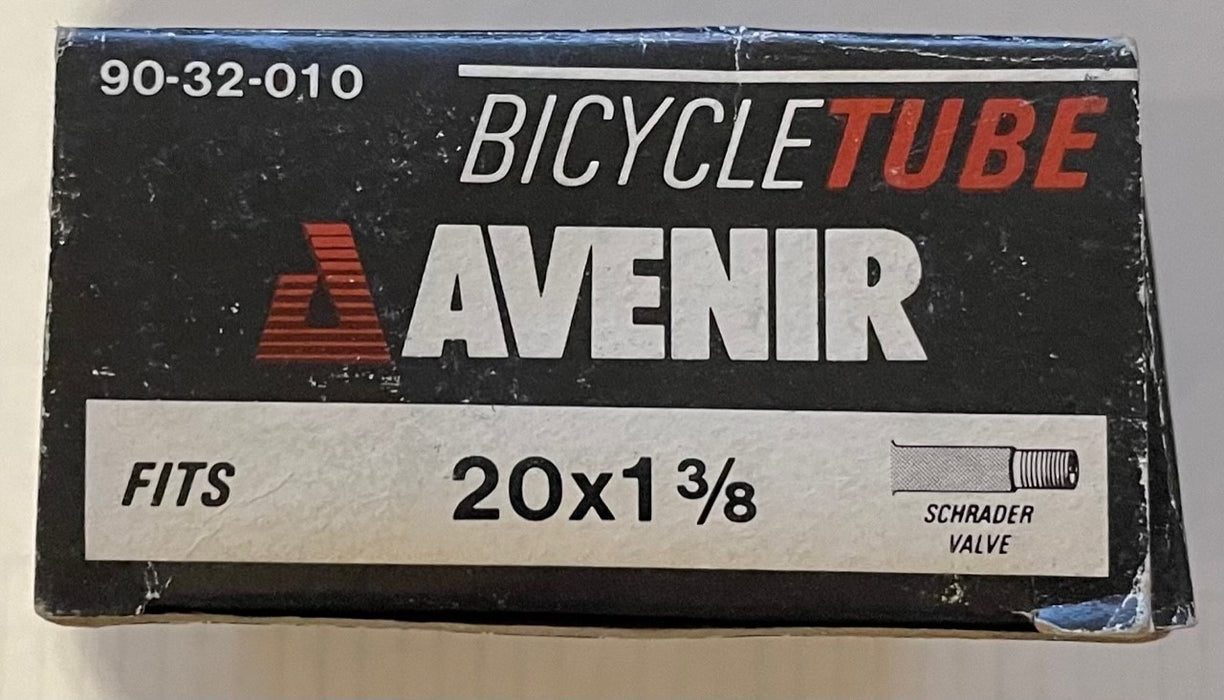 90-32-010
BICYCLETUBE
AVENIR
FITS 20x1 3/8
SCHRADER
VALVE